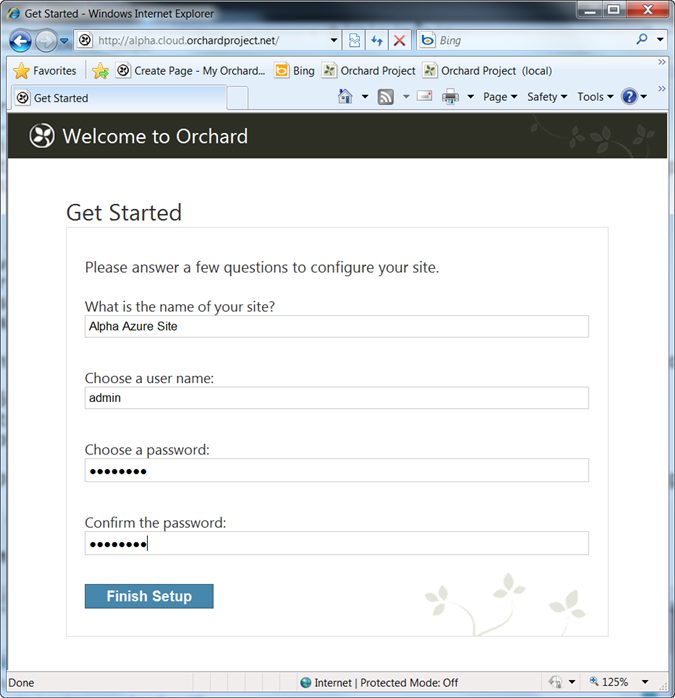 Get Started - Windows Internet Explorer
http://alpha.cloud.orchardproject.net/
Bing
Favorites
Create Page - My Orchard...
Bing
Orchard Project
Orchard Project (local)
Get Started
Page
Safety
Tools
Welcome to Orchard
Get Started
Please answer a few questions to configure your site.
What is the name of your site?
Alpha Azure Site
Choose a user name:
admin
Choose a password:
●●●●●●●●
Confirm the password:
●●●●●●●●
Finish Setup
Done
Internet | Protected Mode: Off
125%